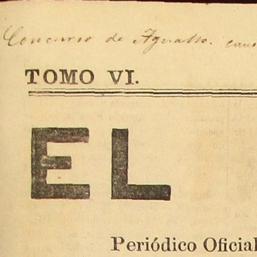 Concurso de
TOMO VI.
EL
Periódico Oficial